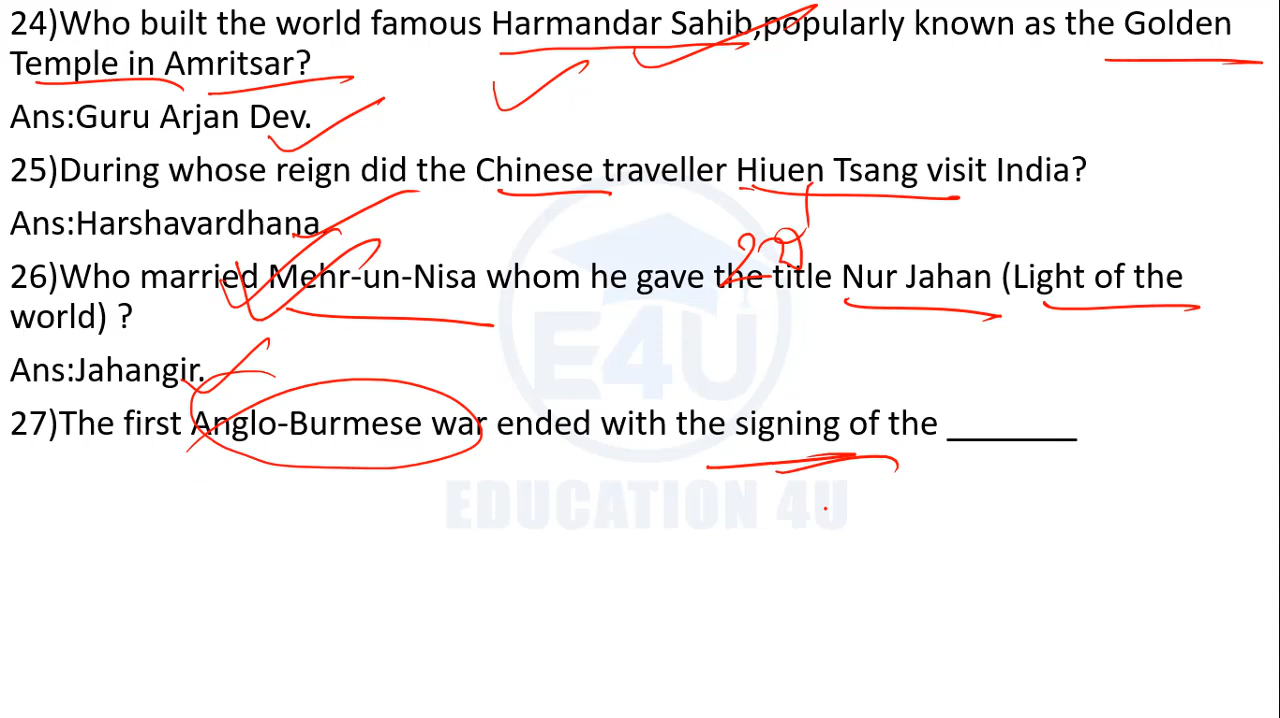 24)Who built the world famous Harmandar Sahib,popularly known as the Golden
Temple in Amritsar?
Ans:Guru Arjan Dev.
25)During whose reign did the Chinese traveller Hiuen Tsang visit India?
Ans:Harshavardhana
26)Who married Mehr-un-Nisa whom he gave the title Nur Jahan (Light of the
world) ?
Ans:Jahangir.
27)The first Anglo-Burmese war ended with the signing of the _______
E4U
EDUCATION 4U